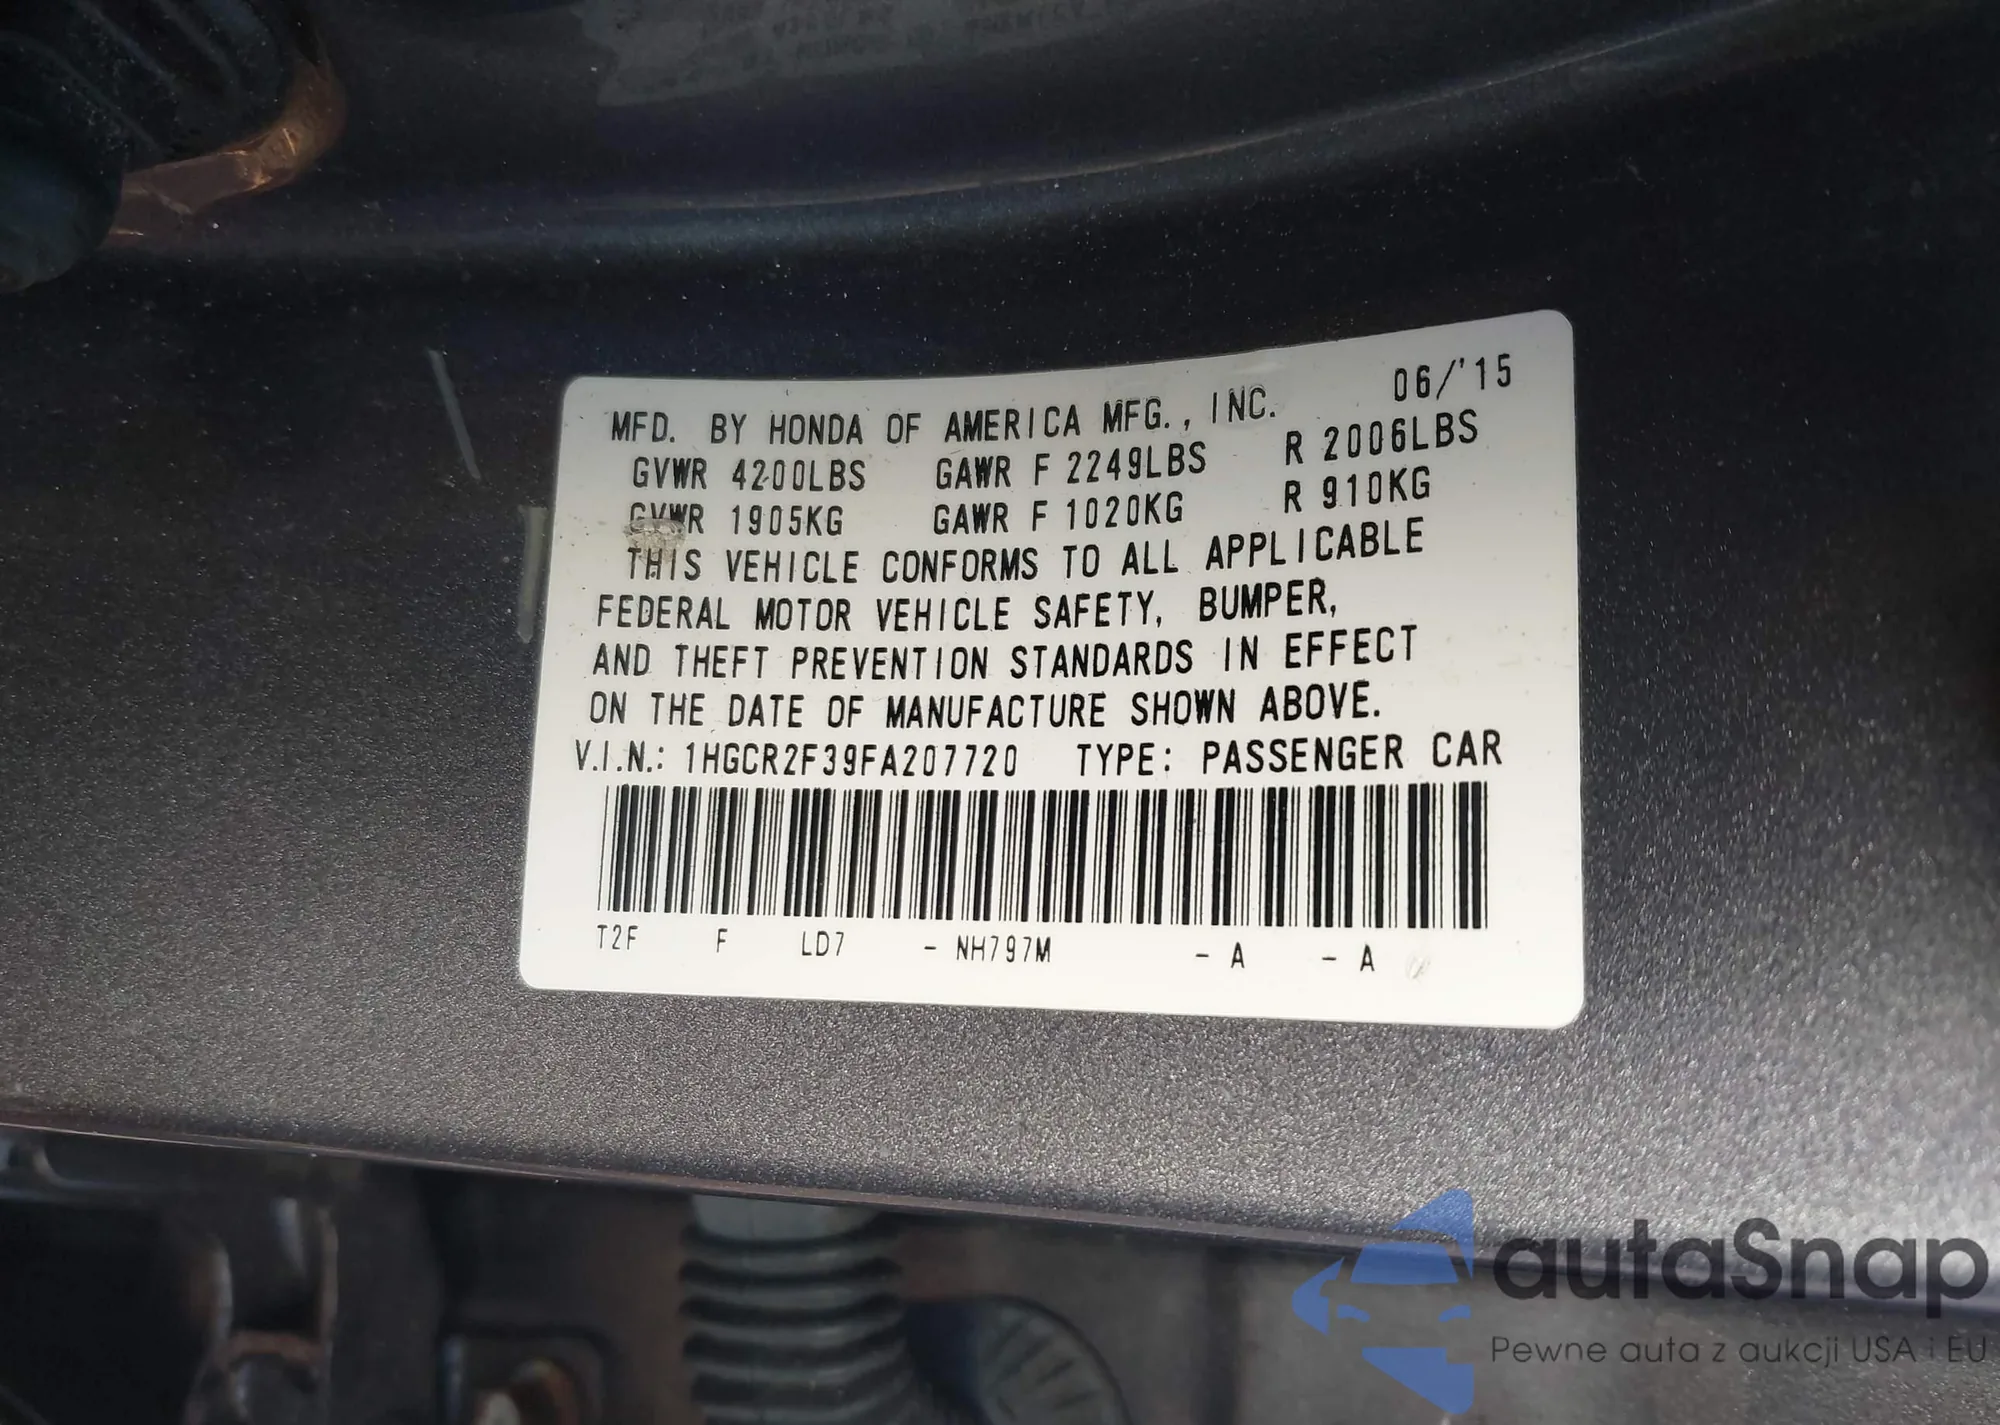 MFD. BY HONDA OF AMERICA MFG., INC. 06/'15
GVWR 4200LBS GAWR F 2249LBS R 2006LBS
GVWR 1905KG GAWR F 1020KG R 910KG
THIS VEHICLE CONFORMS TO ALL APPLICABLE
FEDERAL MOTOR VEHICLE SAFETY, BUMPER,
AND THEFT PREVENTION STANDARDS IN EFFECT
ON THE DATE OF MANUFACTURE SHOWN ABOVE.
V.I.N.: 1HGCR2F39FA207720 TYPE: PASSENGER CAR
T2F F LD7 - NH797M - A - A
autaSnap
Pewne auta z aukcji USA i EU